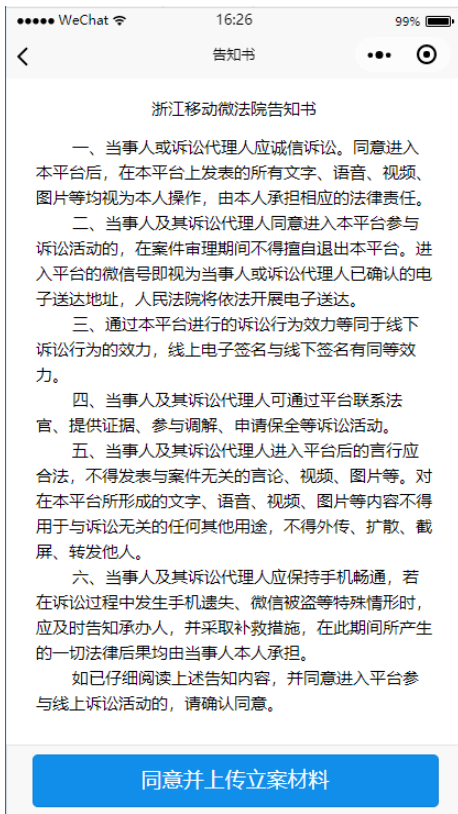 WeChat 16:26 99%
告知书
浙江移动微法院告知书
一、当事人或诉讼代理人应诚信诉讼。同意进入
本平台后，在本平台上发表的所有文字、语音、视频、
图片等均视为本人操作，由本人承担相应的法律责任。
二、当事人及其诉讼代理人同意进入本平台参与
诉讼活动的，在案件审理期间不得擅自退出本平台。进
入平台的微信号即视为当事人或诉讼代理人已确认的电
子送达地址，人民法院将依法开展电子送达。
三、通过本平台进行的诉讼行为效力等同于线下
诉讼行为的效力，线上电子签名与线下签名有同等效
力。
四、当事人及其诉讼代理人可通过平台联系法
官、提供证据、参与调解、申请保全等诉讼活动。
五、当事人及其诉讼代理人进入平台后的言行应
合法，不得发表与案件无关的言论、视频、图片等。对
在本平台所形成的文字、语音、视频、图片等内容不得
用于与诉讼无关的任何其他用途，不得外传、扩散、截
屏、转发他人。
六、当事人及其诉讼代理人应保持手机畅通，若
在诉讼过程中发生手机遗失、微信被盗等特殊情形时，
应及时告知承办人，并采取补救措施，在此期间所产生
的一切法律后果均由当事人本人承担。
如已仔细阅读上述告知内容，并同意进入平台参
与线上诉讼活动的，请确认同意。
同意并上传立案材料